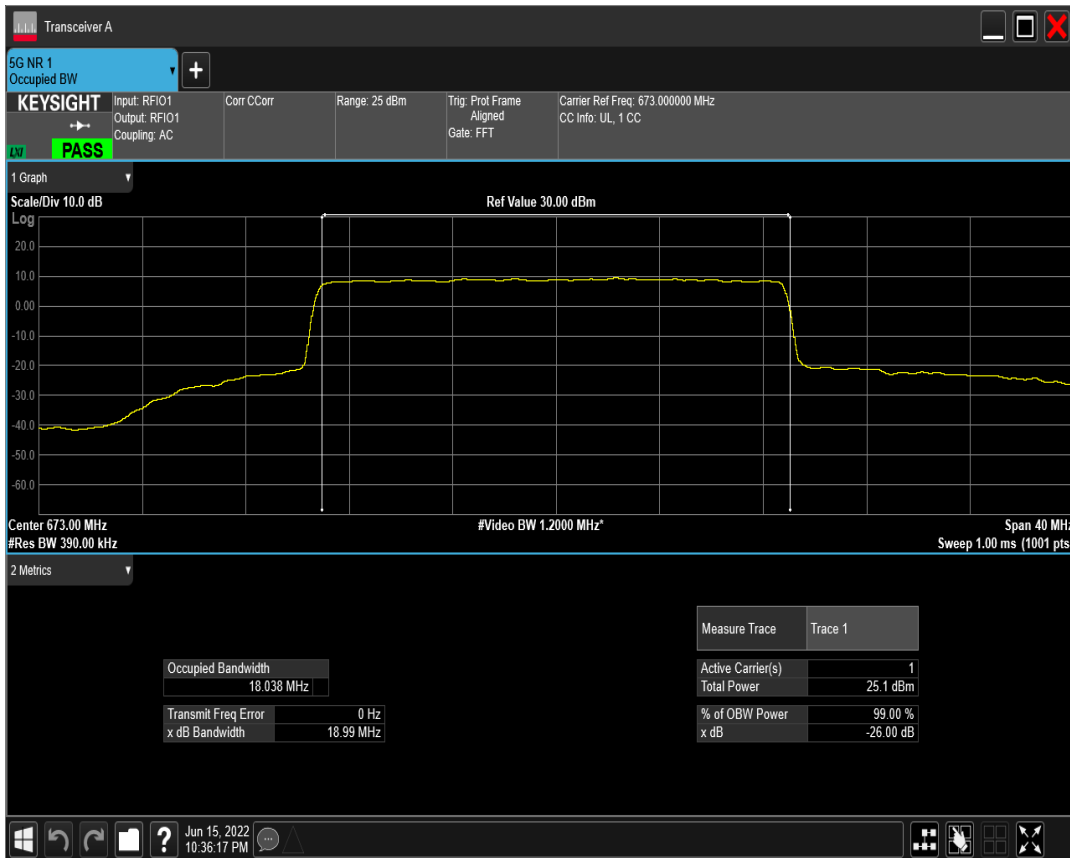 Transceiver A
5G NR 1
Occupied BW
KEYSIGHT
LXI
PASS
Input: RFIO1
Output: RFIO1
Coupling: AC
Corr CCorr
Range: 25 dBm
Trig: Prot Frame
Aligned
Gate: FFT
Carrier Ref Freq: 673.000000 MHz
CC Info: UL, 1 CC
1 Graph
Scale/Div 10.0 dB
Ref Value 30.00 dBm
Log
20.0
10.0
0.00
-10.0
-20.0
-30.0
-40.0
-50.0
-60.0
Center 673.00 MHz
#Video BW 1.2000 MHz*
Span 40 MHz
#Res BW 390.00 kHz
Sweep 1.00 ms (1001 pts
2 Metrics
Measure Trace Trace 1
Occupied Bandwidth
18.038 MHz
Active Carrier(s) 1
Total Power 25.1 dBm
Transmit Freq Error 0 Hz
x dB Bandwidth 18.99 MHz
% of OBW Power 99.00 %
x dB -26.00 dB
?
Jun 15, 2022
10:36:17 PM